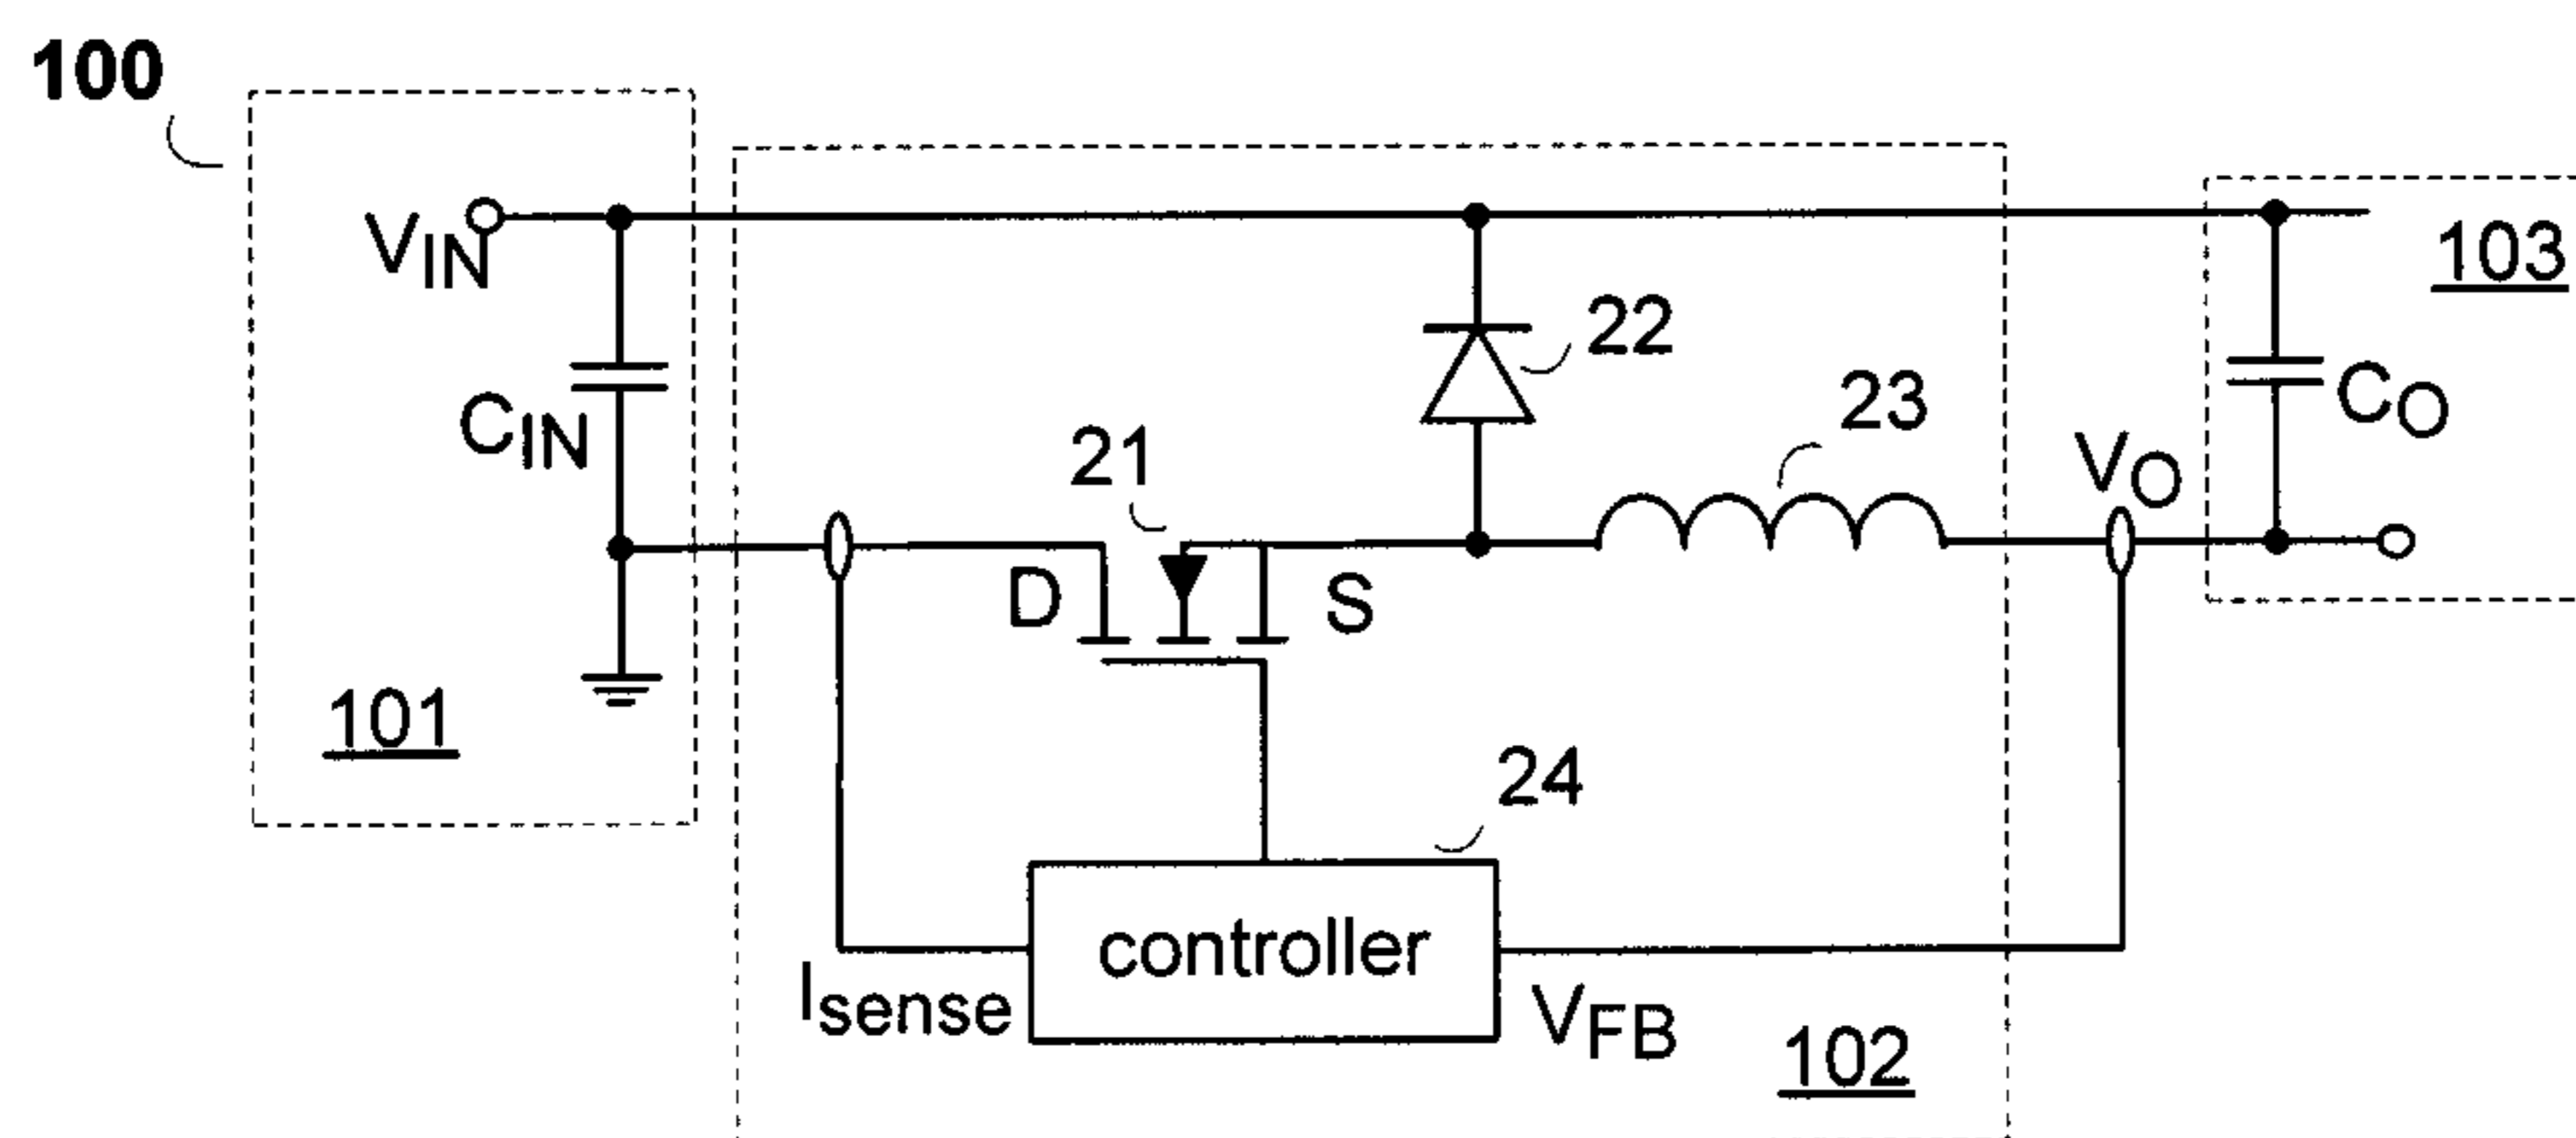 100
VIN
CIN
101
21
22
23
VO
103
CO
D
S
24
controller
Isense
VFB
102